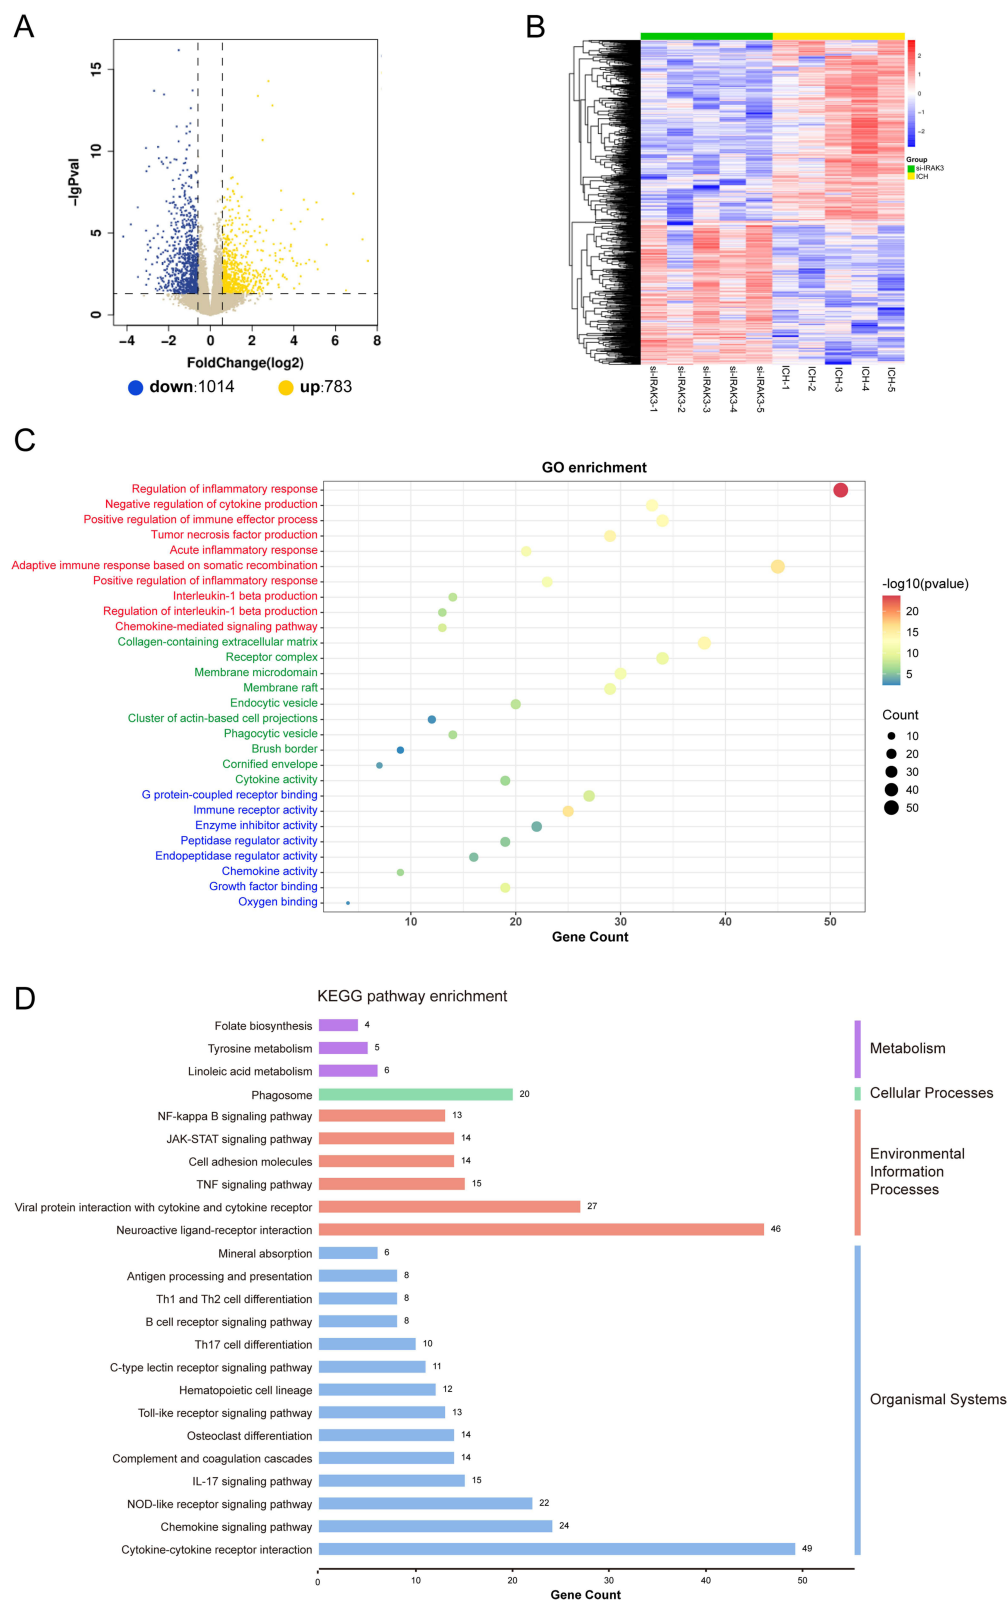 A
15
10
5
0
−lgPval
−4 −2 0 2 4 6 8
FoldChange(log2)
down:1014 up:783
B
2
1
0
−1
−2
Group
si-IRAK3
ICH
si-IRAK3-1
si-IRAK3-2
si-IRAK3-3
si-IRAK3-4
si-IRAK3-5
ICH-1
ICH-2
ICH-3
ICH-4
ICH-5
C
GO enrichment
Regulation of inflammatory response
Negative regulation of cytokine production
Positive regulation of immune effector process
Tumor necrosis factor production
Acute inflammatory response
Adaptive immune response based on somatic recombination
Positive regulation of inflammatory response
Interleukin-1 beta production
Regulation of interleukin-1 beta production
Chemokine-mediated signaling pathway
Collagen-containing extracellular matrix
Receptor complex
Membrane microdomain
Membrane raft
Endocytic vesicle
Cluster of actin-based cell projections
Phagocytic vesicle
Brush border
Cornified envelope
Cytokine activity
G protein-coupled receptor binding
Immune receptor activity
Enzyme inhibitor activity
Peptidase regulator activity
Endopeptidase regulator activity
Chemokine activity
Growth factor binding
Oxygen binding
10 20 30 40 50
Gene Count
-log10(pvalue)
20
15
10
5
Count
10
20
30
40
50
D
KEGG pathway enrichment
Folate biosynthesis 4
Tyrosine metabolism 5
Linoleic acid metabolism 6
Metabolism
Phagosome 20
Cellular Processes
NF-kappa B signaling pathway 13
JAK-STAT signaling pathway 14
Cell adhesion molecules 14
TNF signaling pathway 15
Viral protein interaction with cytokine and cytokine receptor 27
Neuroactive ligand-receptor interaction 46
Environmental
Information
Processes
Mineral absorption 6
Antigen processing and presentation 8
Th1 and Th2 cell differentiation 8
B cell receptor signaling pathway 8
Th17 cell differentiation 10
C-type lectin receptor signaling pathway 11
Hematopoietic cell lineage 12
Toll-like receptor signaling pathway 13
Osteoclast differentiation 14
Complement and coagulation cascades 14
IL-17 signaling pathway 15
NOD-like receptor signaling pathway 22
Chemokine signaling pathway 24
Cytokine-cytokine receptor interaction 49
Organismal Systems
0 10 20 30 40 50
Gene Count